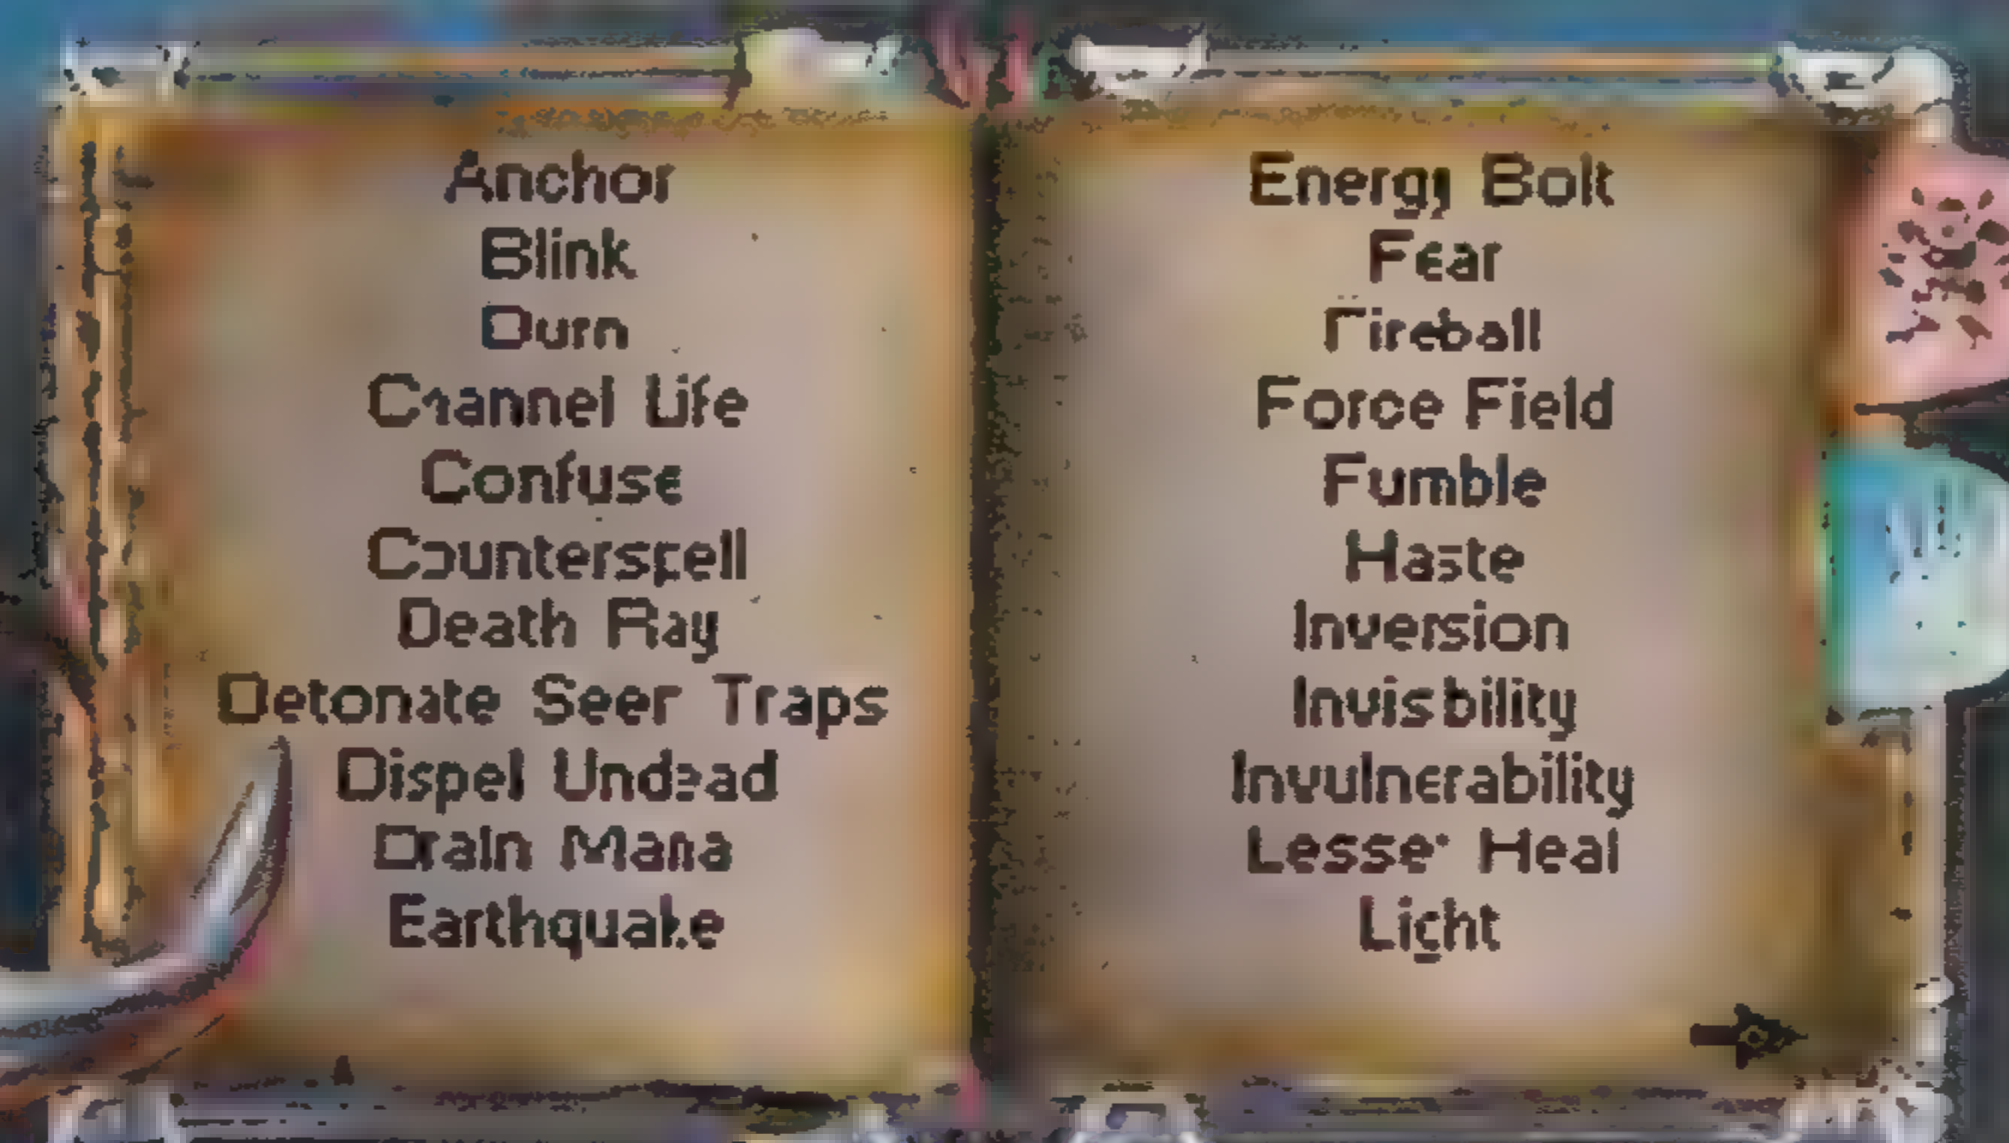 Anchor
Blink
Burn
Channel Life
Confuse
Counterspell
Death Ray
Detonate Seer Traps
Dispel Undead
Drain Mana
Earthquake
Energy Bolt
Fear
Fireball
Force Field
Fumble
Haste
Inversion
Invisibility
Invulnerability
Lesser Heal
Light